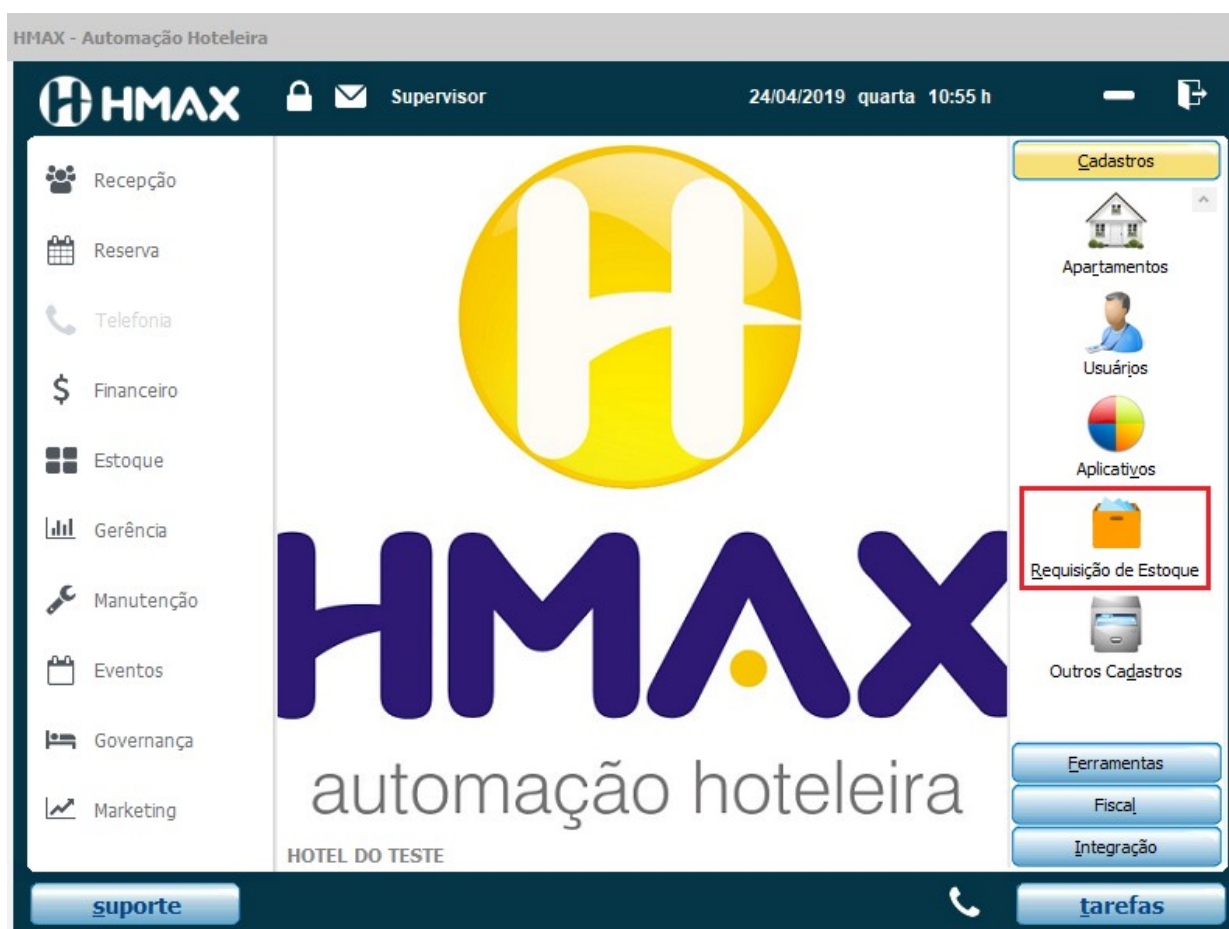 HMAX - Automação Hoteleira
HMAX
Supervisor
24/04/2019 quarta 10:55 h
Recepção
Reserva
Telefonia
Financeiro
Estoque
Gerência
Manutenção
Eventos
Governança
Marketing
HMAX
automação hoteleira
HOTEL DO TESTE
Cadastros
Apartamentos
Usuários
Aplicativos
Requisição de Estoque
Outros Cadastros
Ferramentas
Fiscal
Integração
suporte
tarefas